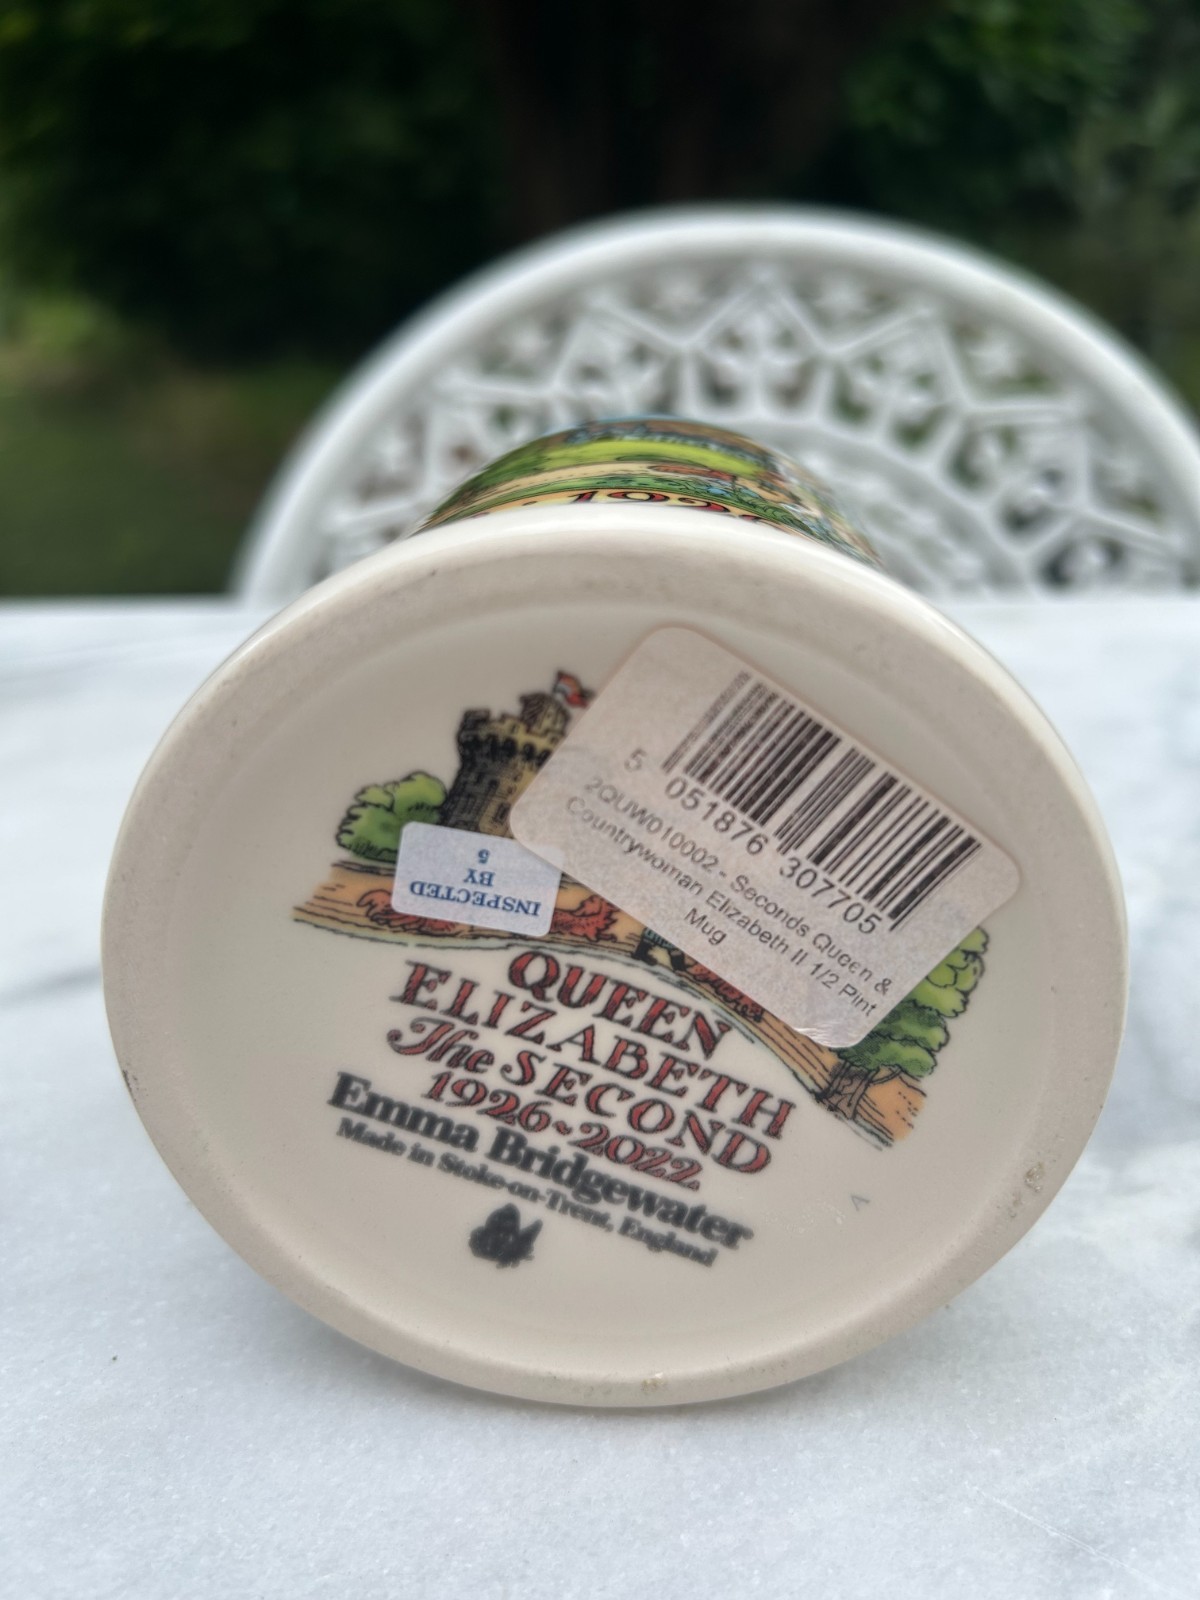 192
5 051876 307705
2QUW010002 - Seconds Queen &
Countrywoman Elizabeth II 1/2 Pint
Mug
INSPECTED
BY
5
QUEEN
ELIZABETH
The SECOND
1926~2022
Emma Bridgewater
Made in Stoke-on-Trent, England
A